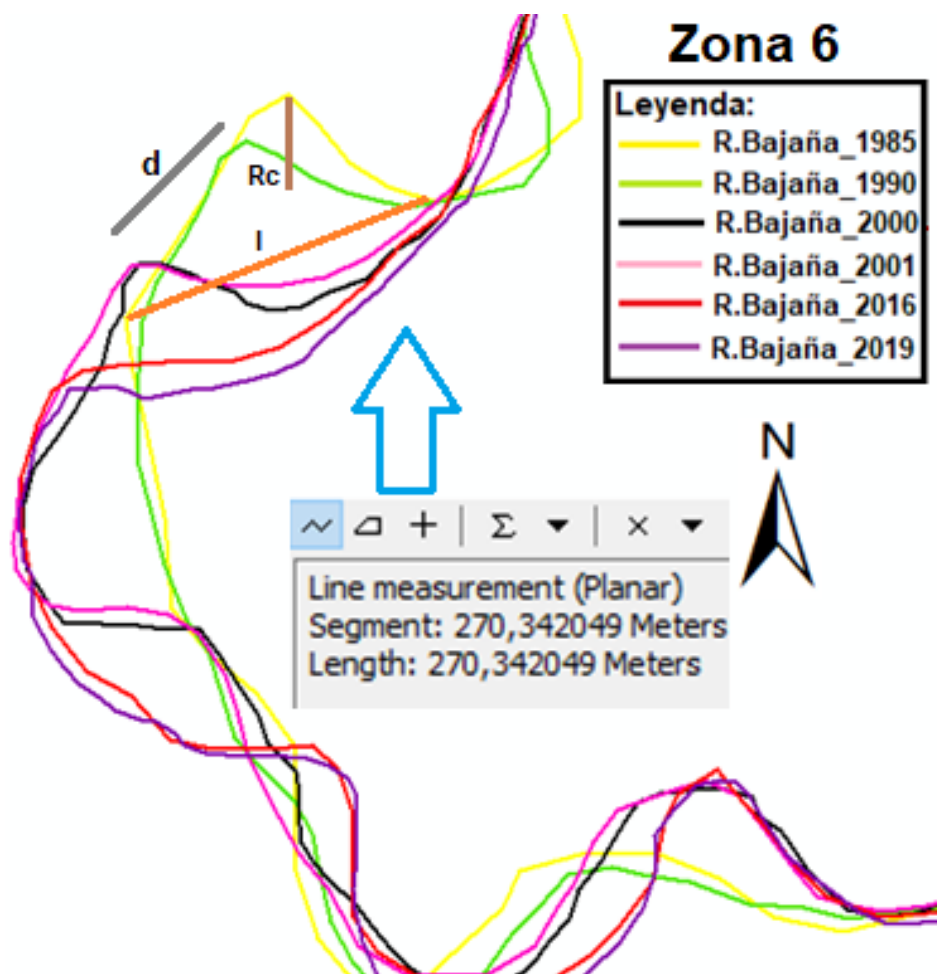 Zona 6
Leyenda:
R.Bajaña_1985
R.Bajaña_1990
R.Bajaña_2000
R.Bajaña_2001
R.Bajaña_2016
R.Bajaña_2019
d
Rc
l
N
Line measurement (Planar)
Segment: 270,342049 Meters
Length: 270,342049 Meters